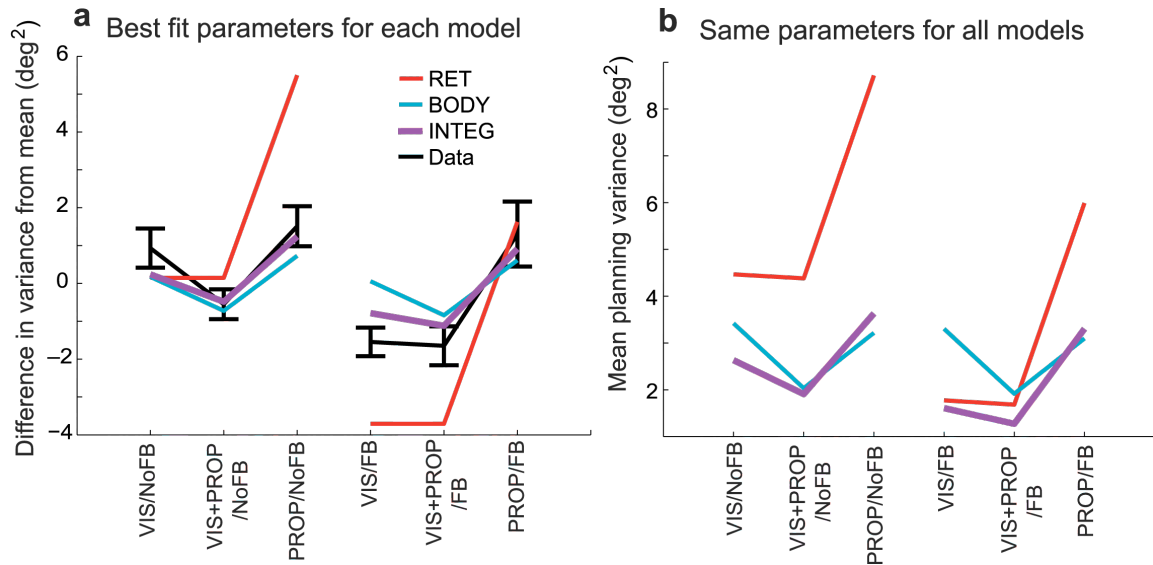 a Best fit parameters for each model
Difference in variance from mean (deg²)
6
4
2
0
–2
–4
RET
BODY
INTEG
Data
VIS/NoFB
VIS+PROP
/NoFB
PROP/NoFB
VIS/FB
VIS+PROP
/FB
PROP/FB
b Same parameters for all models
Mean planning variance (deg²)
8
6
4
2
VIS/NoFB
VIS+PROP
/NoFB
PROP/NoFB
VIS/FB
VIS+PROP
/FB
PROP/FB